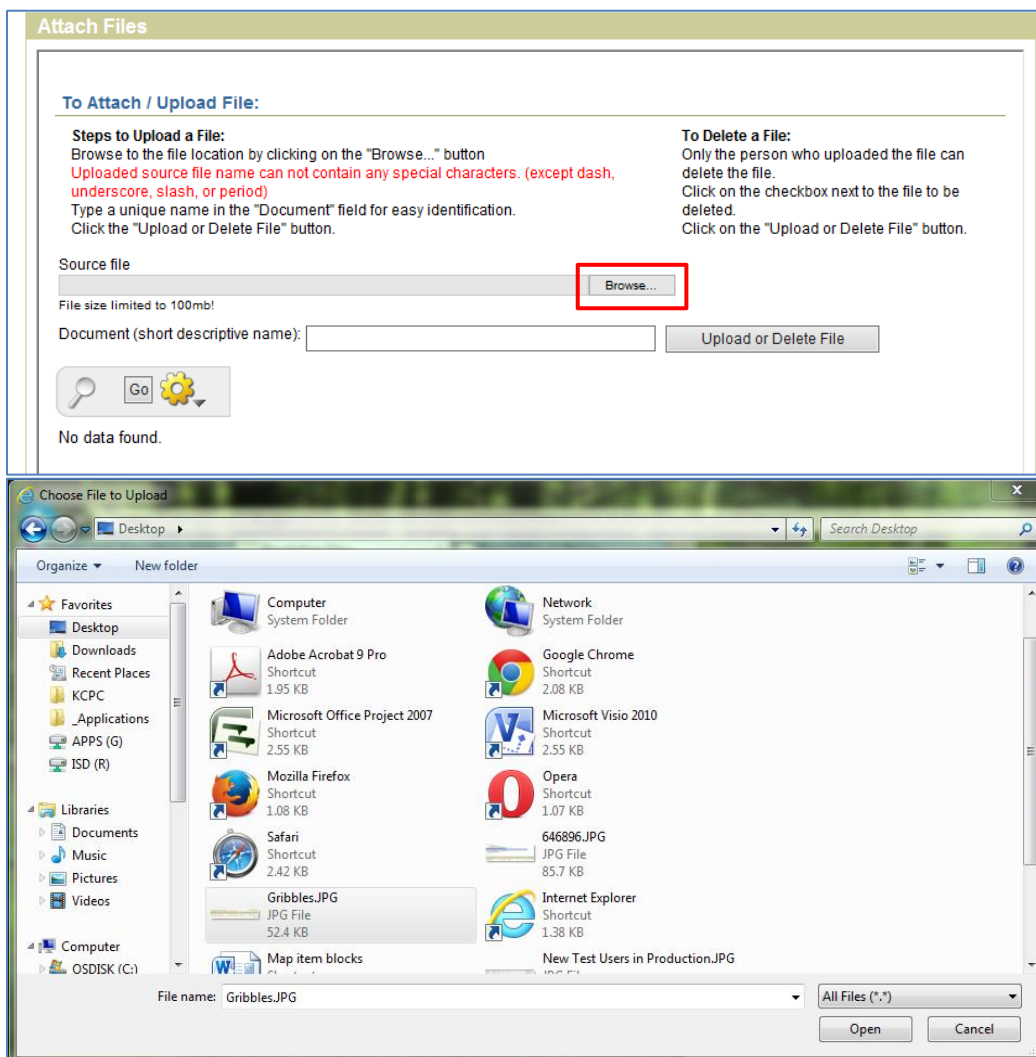 Attach Files
To Attach / Upload File:
Steps to Upload a File:
Browse to the file location by clicking on the "Browse..." button
Uploaded source file name can not contain any special characters. (except dash,
underscore, slash, or period)
Type a unique name in the "Document" field for easy identification.
Click the "Upload or Delete File" button.
To Delete a File:
Only the person who uploaded the file can
delete the file.
Click on the checkbox next to the file to be
deleted.
Click on the "Upload or Delete File" button.
Source file
Browse...
File size limited to 100mb!
Document (short descriptive name):
Upload or Delete File
Go
No data found.
Choose File to Upload
Desktop
Search Desktop
Organize
New folder
Favorites
Desktop
Downloads
Recent Places
KCPC
_Applications
APPS (G)
ISD (R)
Libraries
Documents
Music
Pictures
Videos
Computer
OSDISK (C:)
Computer
System Folder
Network
System Folder
Adobe Acrobat 9 Pro
Shortcut
1.95 KB
Google Chrome
Shortcut
2.08 KB
Microsoft Office Project 2007
Shortcut
2.55 KB
Microsoft Visio 2010
Shortcut
2.55 KB
Mozilla Firefox
Shortcut
1.08 KB
Opera
Shortcut
1.07 KB
Safari
Shortcut
2.42 KB
646896.JPG
JPG File
85.7 KB
Gribbles.JPG
JPG File
52.4 KB
Internet Explorer
Shortcut
1.38 KB
Map item blocks
New Test Users in Production.JPG
File name:
Gribbles.JPG
All Files (*.*)
Open
Cancel